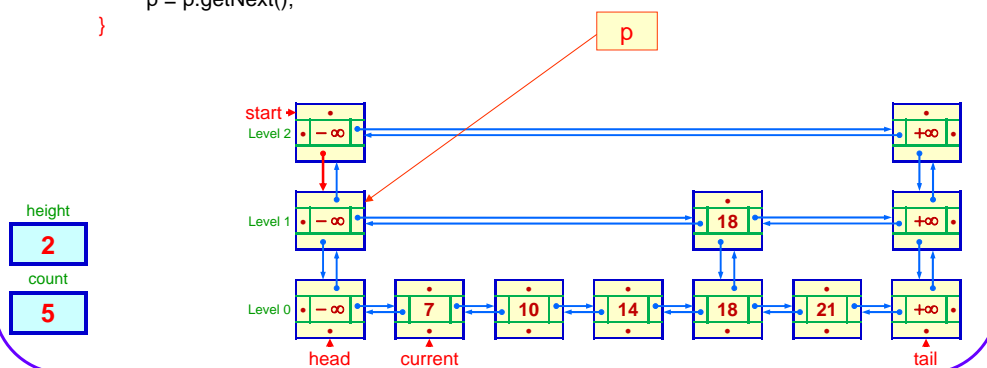 p = p.getNext();
}
p
start
Level 2
– ∞
+∞
height
2
Level 1
– ∞
18
+∞
count
5
Level 0
– ∞
7
10
14
18
21
+∞
head
current
tail